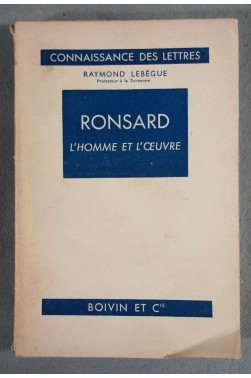 CONNAISSANCE DES LETTRES
RAYMOND LEBÈGUE
Professeur à la Sorbonne
RONSARD
L'HOMME ET L'ŒUVRE
BOIVIN ET Cⁱᵉ